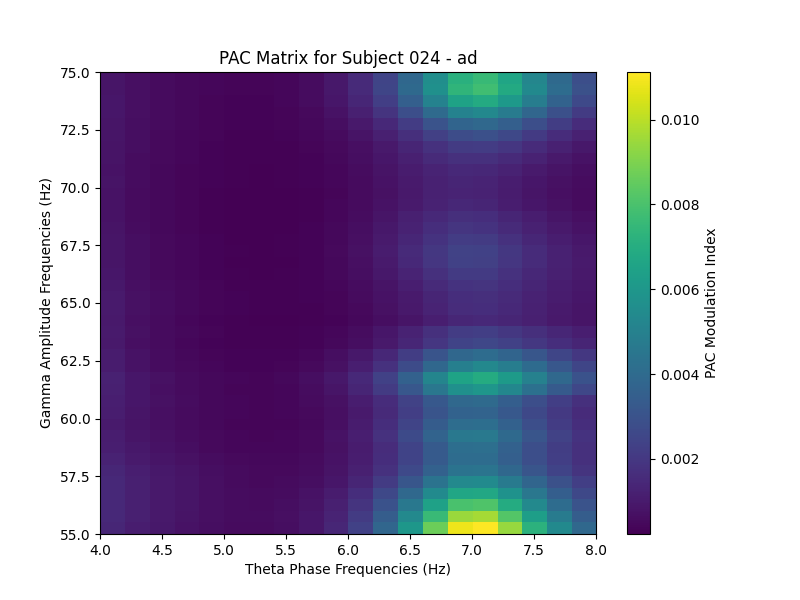 PAC Matrix for Subject 024 - ad
75.0
72.5
70.0
67.5
65.0
62.5
60.0
57.5
55.0
Gamma Amplitude Frequencies (Hz)
4.0 4.5 5.0 5.5 6.0 6.5 7.0 7.5 8.0
Theta Phase Frequencies (Hz)
0.010
0.008
0.006
0.004
0.002
PAC Modulation Index